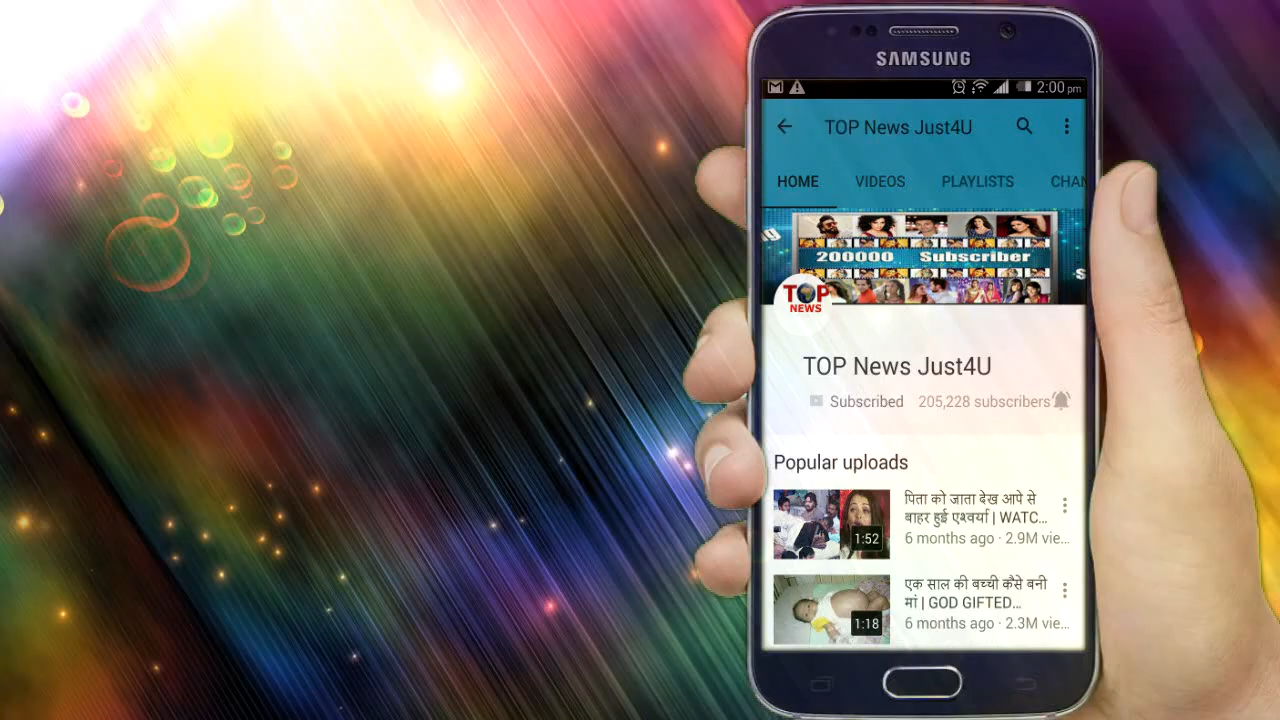 SAMSUNG
2:00 pm
TOP News Just4U
HOME VIDEOS PLAYLISTS CHAN
200000 Subscriber
TOP
NEWS
TOP News Just4U
Subscribed 205,228 subscribers
Popular uploads
पिता को जाता देख आपे से
बाहर हुई एश्वर्या | WATC...
6 months ago · 2.9M vie...
1:52
एक साल की बच्ची कैसे बनी
मां | GOD GIFTED...
6 months ago · 2.3M vie...
1:18